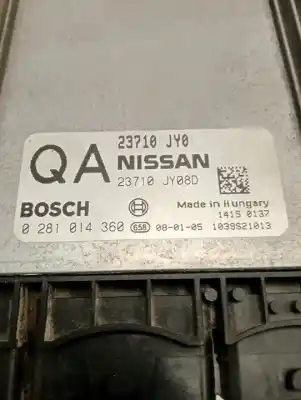 23710 JY0
QA NISSAN
23710 JY08D
BOSCH Made in Hungary
1415 0137
0 281 014 360 658 08-01-05 1039S21013